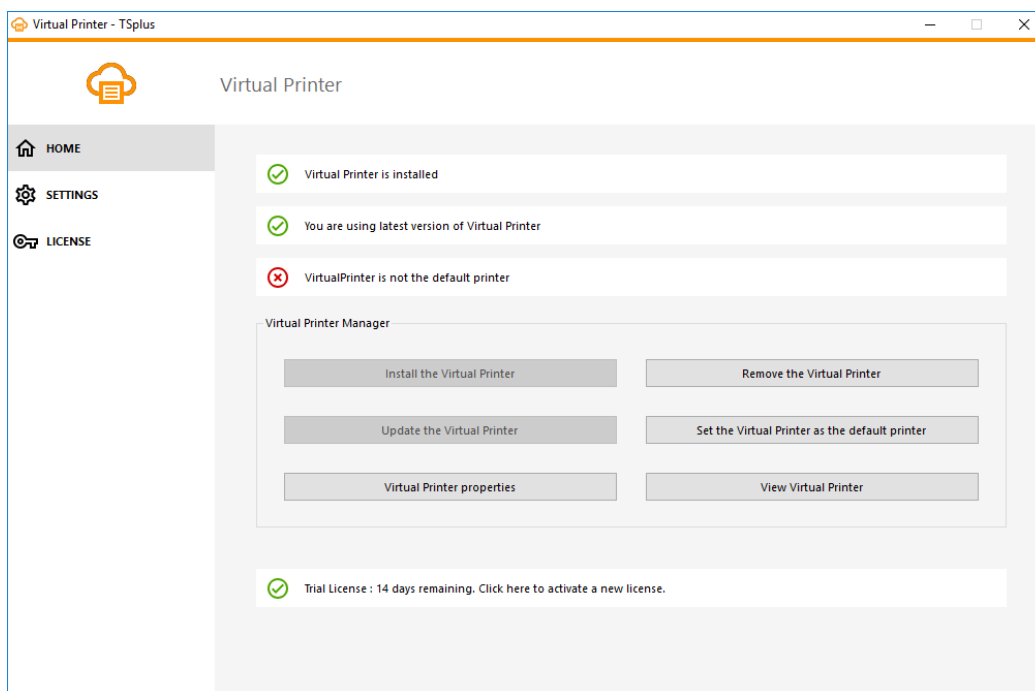 Virtual Printer - TSplus
Virtual Printer
HOME
SETTINGS
LICENSE
Virtual Printer is installed
You are using latest version of Virtual Printer
VirtualPrinter is not the default printer
Virtual Printer Manager
Install the Virtual Printer
Remove the Virtual Printer
Update the Virtual Printer
Set the Virtual Printer as the default printer
Virtual Printer properties
View Virtual Printer
Trial License : 14 days remaining. Click here to activate a new license.